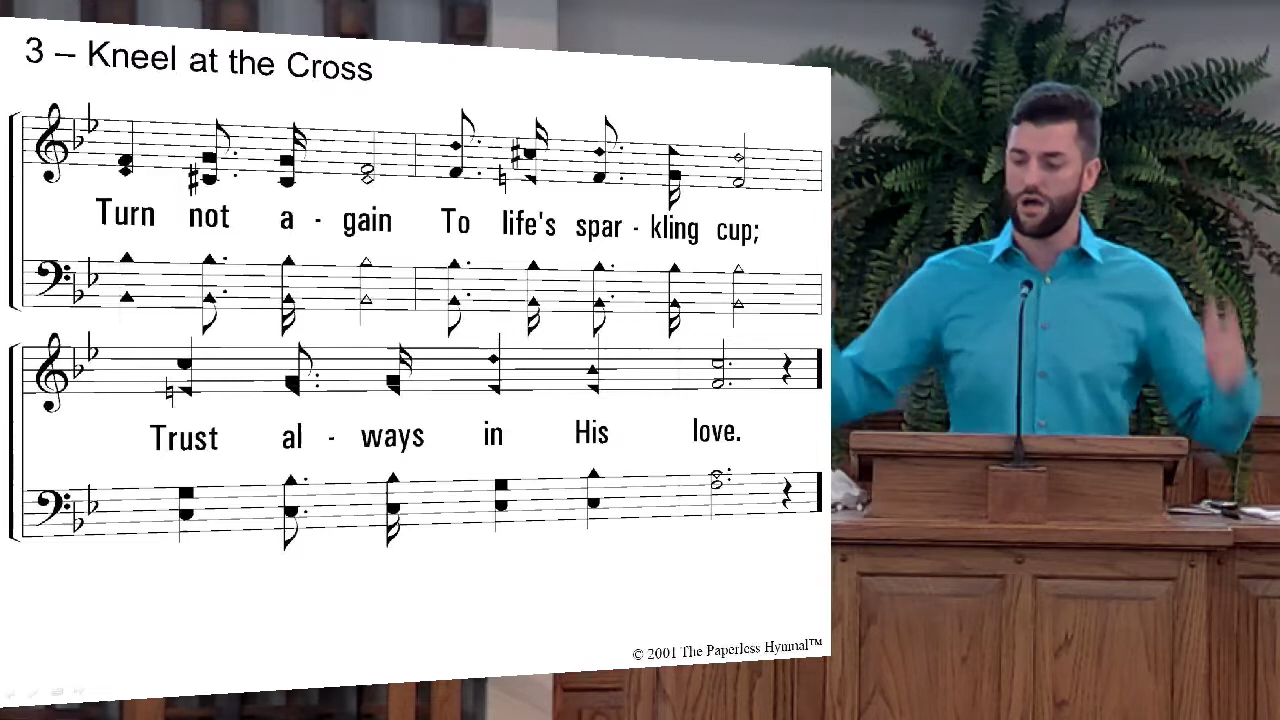 3 – Kneel at the Cross
Turn not a - gain To life's spar - kling cup;
Trust al - ways in His love.
© 2001 The Paperless Hymnal™